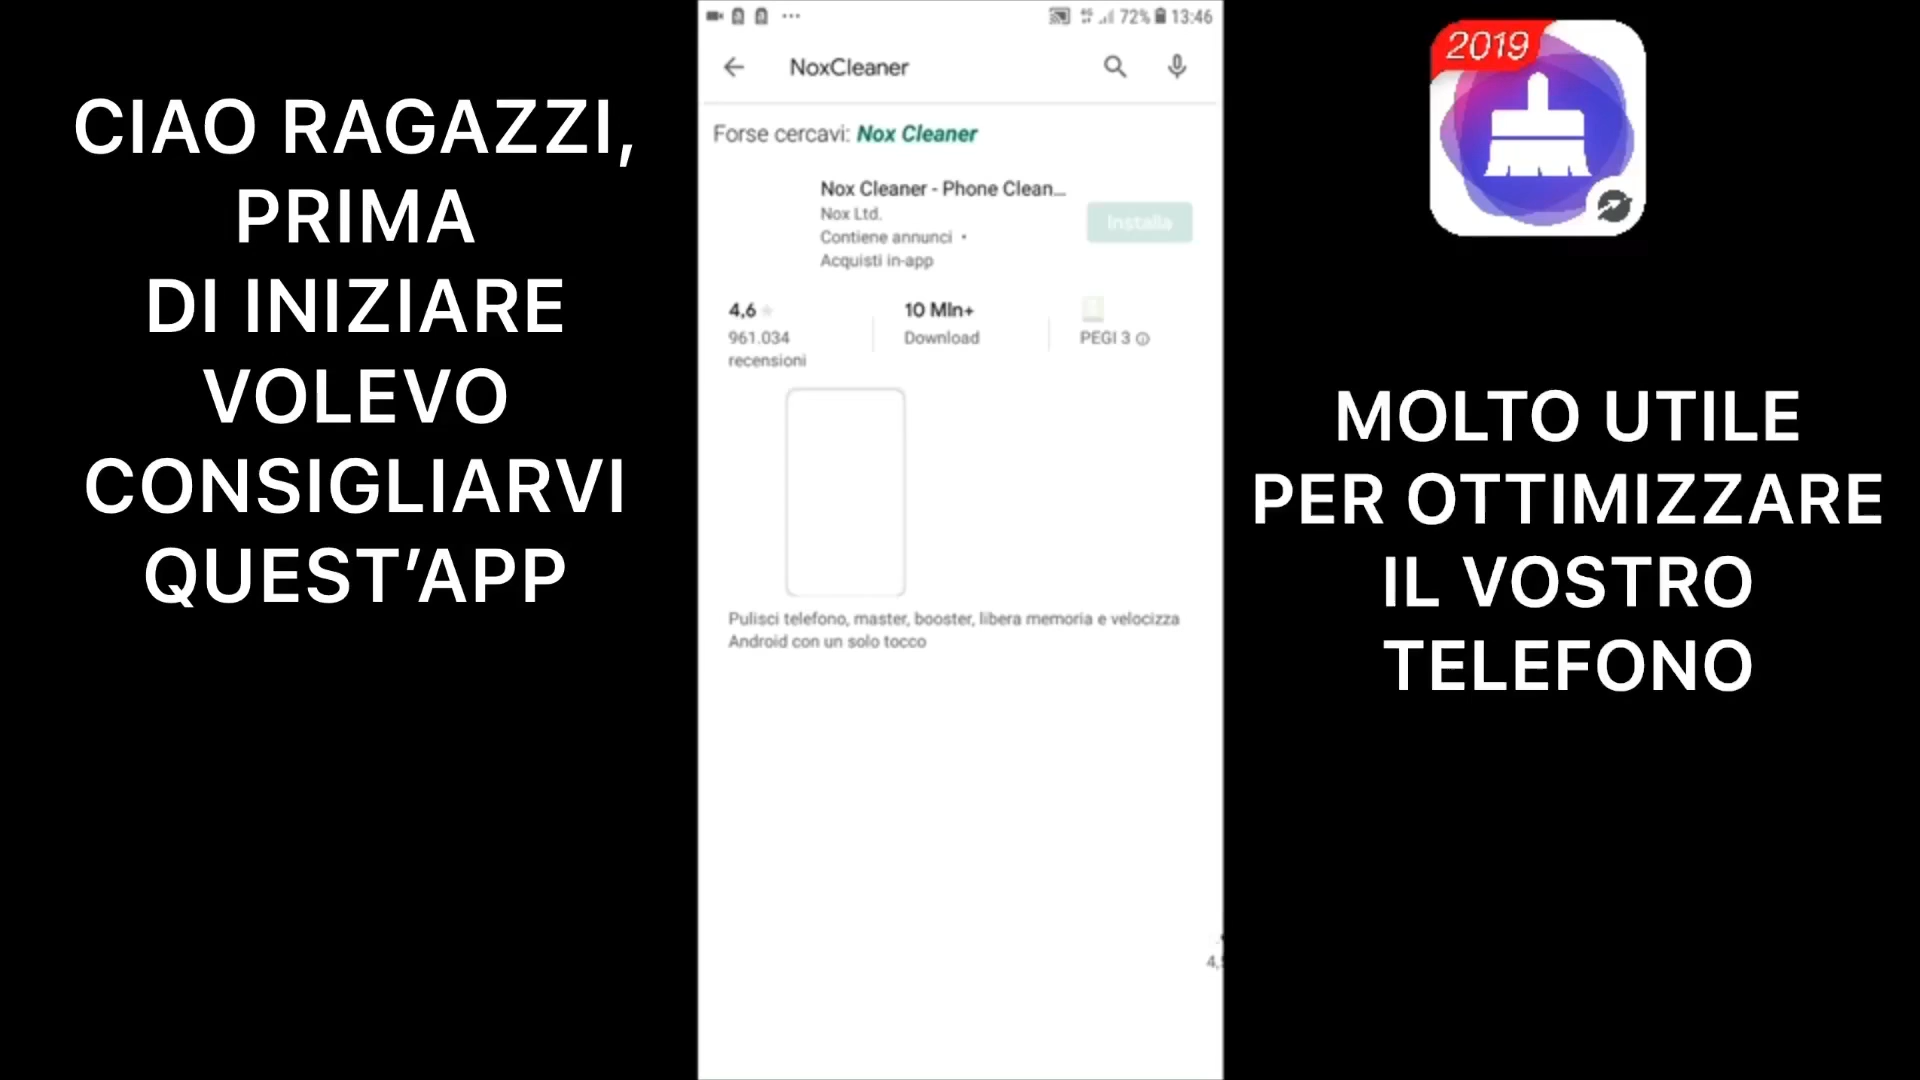 CIAO RAGAZZI,
PRIMA
DI INIZIARE
VOLEVO
CONSIGLIARVI
QUEST'APP
72% 13:46
NoxCleaner
Forse cercavi: Nox Cleaner
Nox Cleaner - Phone Clean...
Nox Ltd.
Contiene annunci •
Acquisti in-app
Installa
4,6
961.034
recensioni
10 Mln+
Download
PEGI 3
Pulisci telefono, master, booster, libera memoria e velocizza
Android con un solo tocco
2019
MOLTO UTILE
PER OTTIMIZZARE
IL VOSTRO
TELEFONO